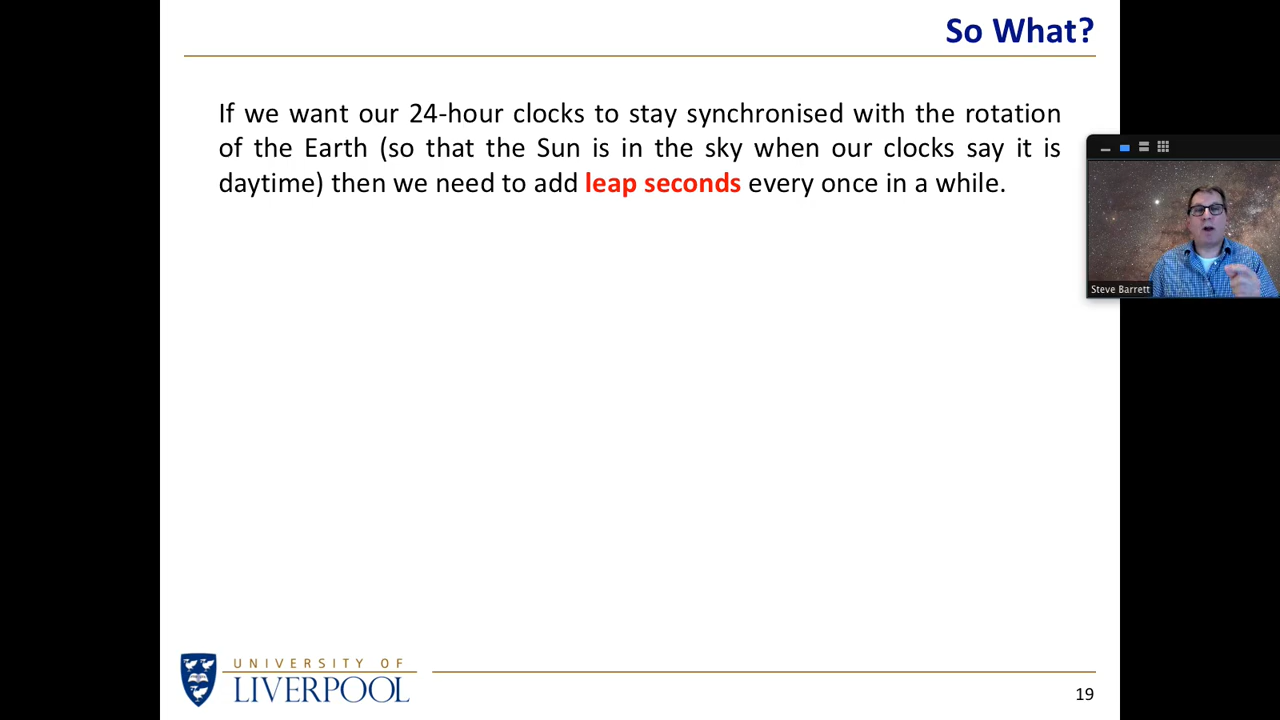 So What?
If we want our 24-hour clocks to stay synchronised with the rotation
of the Earth (so that the Sun is in the sky when our clocks say it is
daytime) then we need to add leap seconds every once in a while.
Steve Barrett
UNIVERSITY OF
LIVERPOOL
19